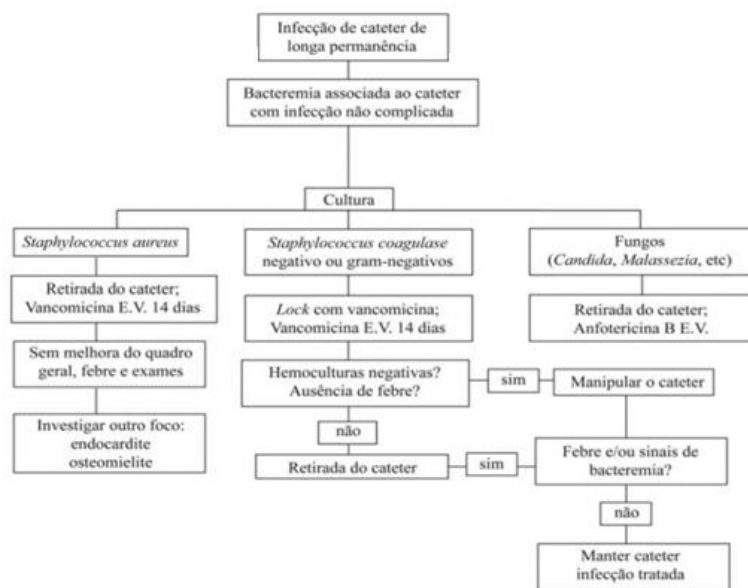 Infecção de cateter de
longa permanência
Bacteremia associada ao cateter
com infecção não complicada
Cultura
Staphylococcus aureus
Retirada do cateter;
Vancomicina E.V. 14 dias
Sem melhora do quadro
geral, febre e exames
Investigar outro foco:
endocardite
osteomielite
Staphylococcus coagulase
negativo ou gram-negativos
Lock com vancomicina;
Vancomicina E.V. 14 dias
Hemoculturas negativas?
Ausência de febre?
sim
Manipular o cateter
não
Retirada do cateter
sim
Febre e/ou sinais de
bacteremia?
não
Manter cateter
infecção tratada
Fungos
(Candida, Malassezia, etc)
Retirada do cateter;
Anfotericina B E.V.